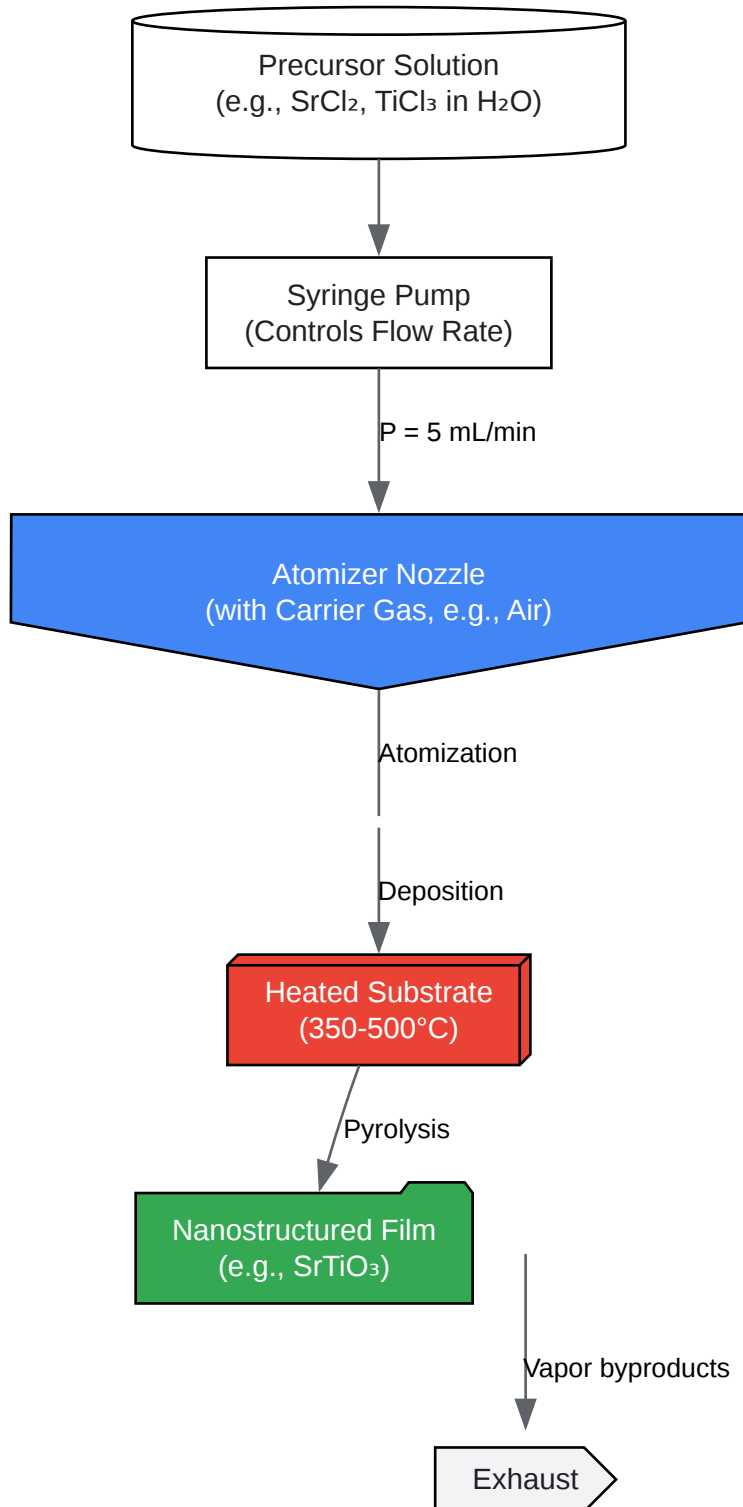 Precursor Solution
(e.g., SrCl₂, TiCl₃ in H₂O)
Syringe Pump
(Controls Flow Rate)
P = 5 mL/min
Atomizer Nozzle
(with Carrier Gas, e.g., Air)
Atomization
Deposition
Heated Substrate
(350-500°C)
Pyrolysis
Nanostructured Film
(e.g., SrTiO₃)
Vapor byproducts
Exhaust